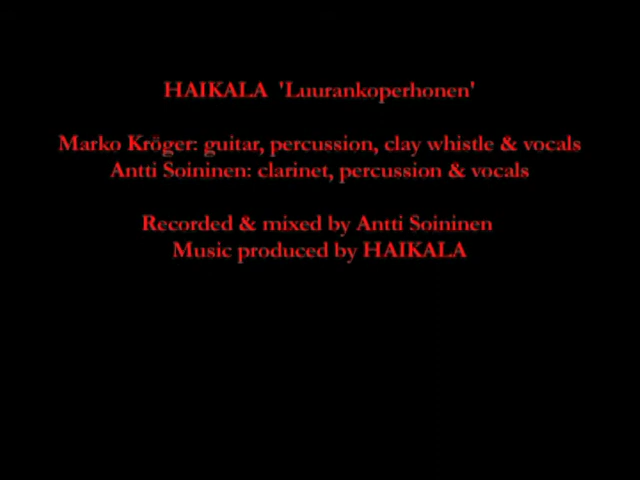 HAIKALA 'Luurankoperhonen'
Marko Kröger: guitar, percussion, clay whistle & vocals
Antti Soininen: clarinet, percussion & vocals
Recorded & mixed by Antti Soininen
Music produced by HAIKALA